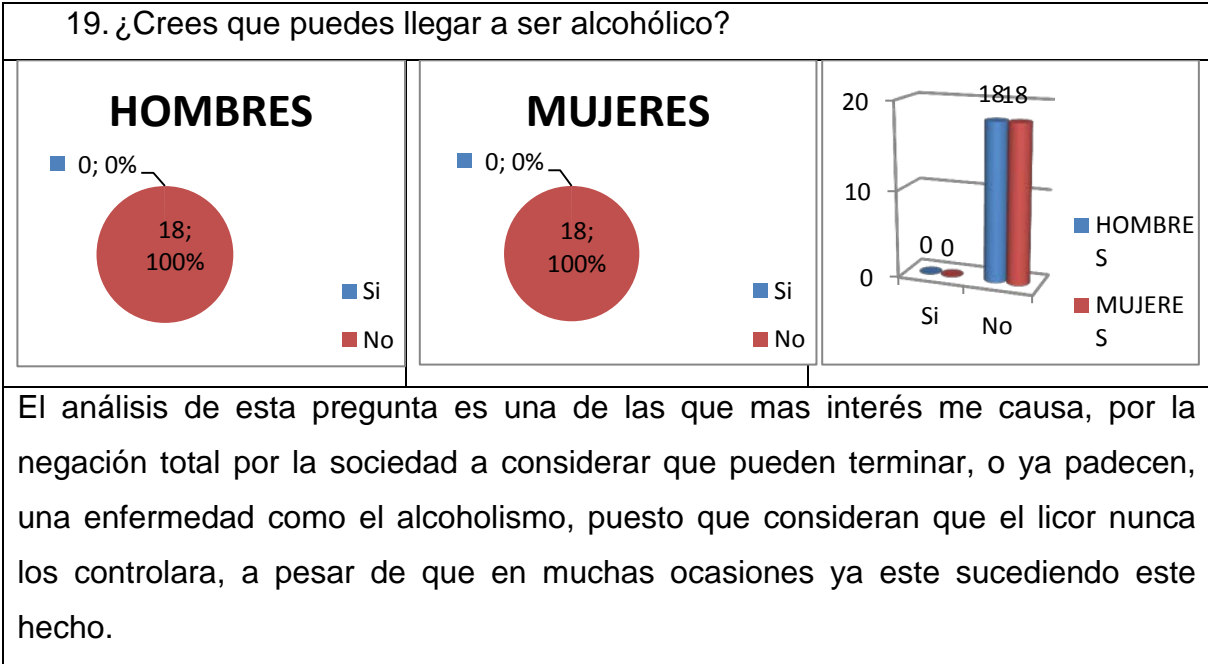 19. ¿Crees que puedes llegar a ser alcohólico?
HOMBRES
0; 0%
18;
100%
Si
No
MUJERES
0; 0%
18;
100%
Si
No
20
10
0
18 18
0 0
Si
No
HOMBRE
S
MUJERE
S
El análisis de esta pregunta es una de las que mas interés me causa, por la
negación total por la sociedad a considerar que pueden terminar, o ya padecen,
una enfermedad como el alcoholismo, puesto que consideran que el licor nunca
los controlara, a pesar de que en muchas ocasiones ya este sucediendo este
hecho.